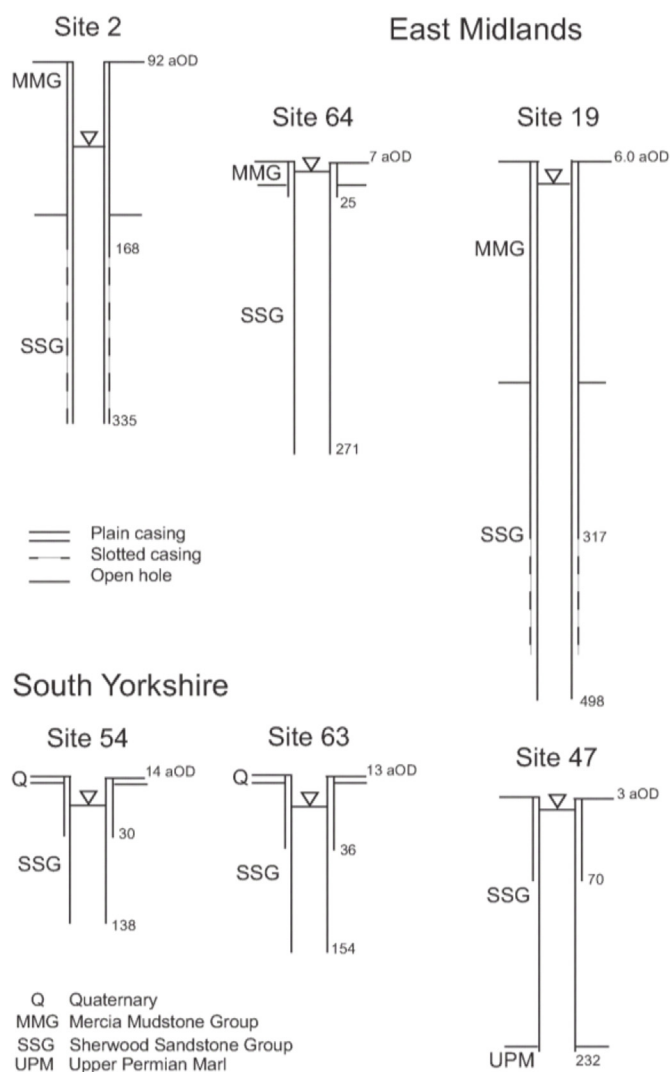 Site 2
East Midlands
92 aOD
MMG
168
SSG
335
Site 64
7 aOD
MMG
25
SSG
271
Site 19
6.0 aOD
MMG
SSG
317
498
Plain casing
Slotted casing
Open hole
South Yorkshire
Site 54
Q
14 aOD
30
SSG
138
Site 63
Q
13 aOD
36
SSG
154
Site 47
3 aOD
70
SSG
UPM
232
Q Quaternary
MMG Mercia Mudstone Group
SSG Sherwood Sandstone Group
UPM Upper Permian Marl